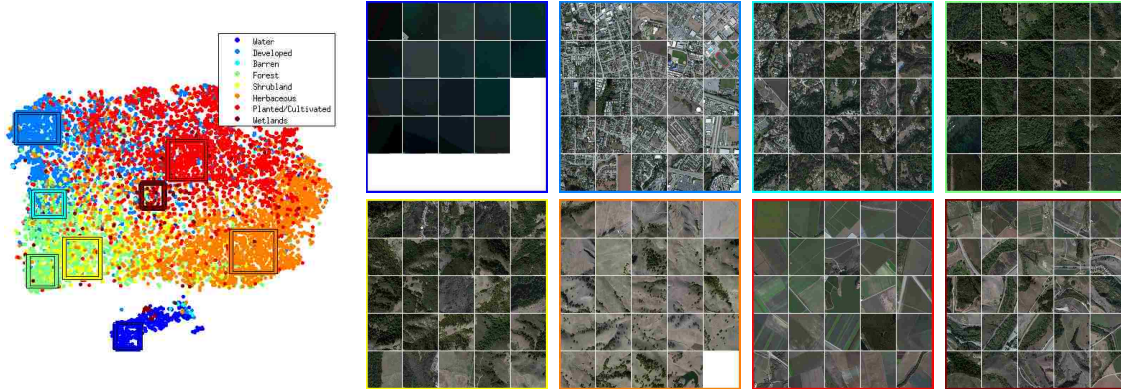 Water
Developed
Barren
Forest
Shrubland
Herbaceous
Planted/Cultivated
Wetlands